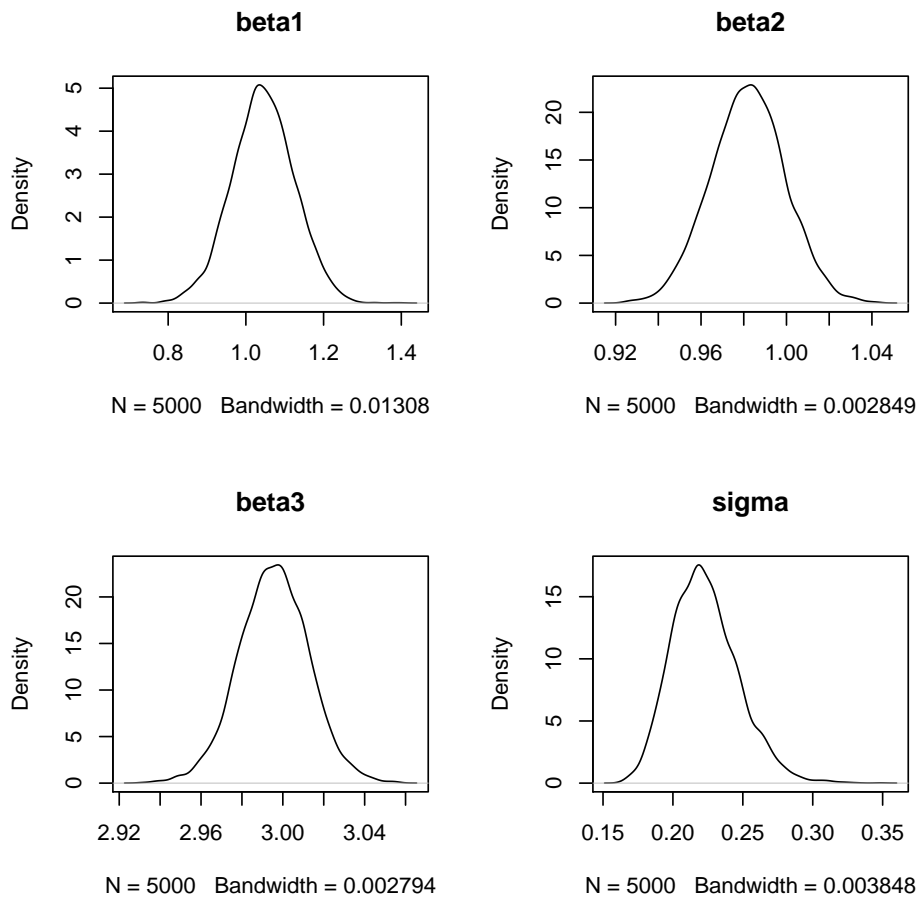 beta1
Density
0 1 2 3 4 5
0.8 1.0 1.2 1.4
N = 5000 Bandwidth = 0.01308
beta2
Density
0 5 10 15 20
0.92 0.96 1.00 1.04
N = 5000 Bandwidth = 0.002849
beta3
Density
0 5 10 15 20
2.92 2.96 3.00 3.04
N = 5000 Bandwidth = 0.002794
sigma
Density
0 5 10 15
0.15 0.20 0.25 0.30 0.35
N = 5000 Bandwidth = 0.003848